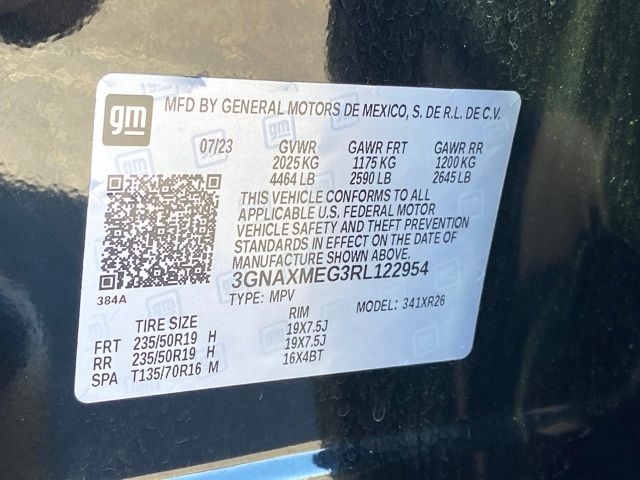 gm
MFD BY GENERAL MOTORS DE MEXICO, S. DE R.L. DE C.V.
07/23 GVWR GAWR FRT GAWR RR
2025 KG 1175 KG 1200 KG
4464 LB 2590 LB 2645 LB
THIS VEHICLE CONFORMS TO ALL
APPLICABLE U.S. FEDERAL MOTOR
VEHICLE SAFETY AND THEFT PREVENTION
STANDARDS IN EFFECT ON THE DATE OF
MANUFACTURE SHOWN ABOVE.
384A
3GNAXMEG3RL122954
TYPE: MPV MODEL: 341XR26
TIRE SIZE RIM
FRT 235/50R19 H 19X7.5J
RR 235/50R19 H 19X7.5J
SPA T135/70R16 M 16X4BT